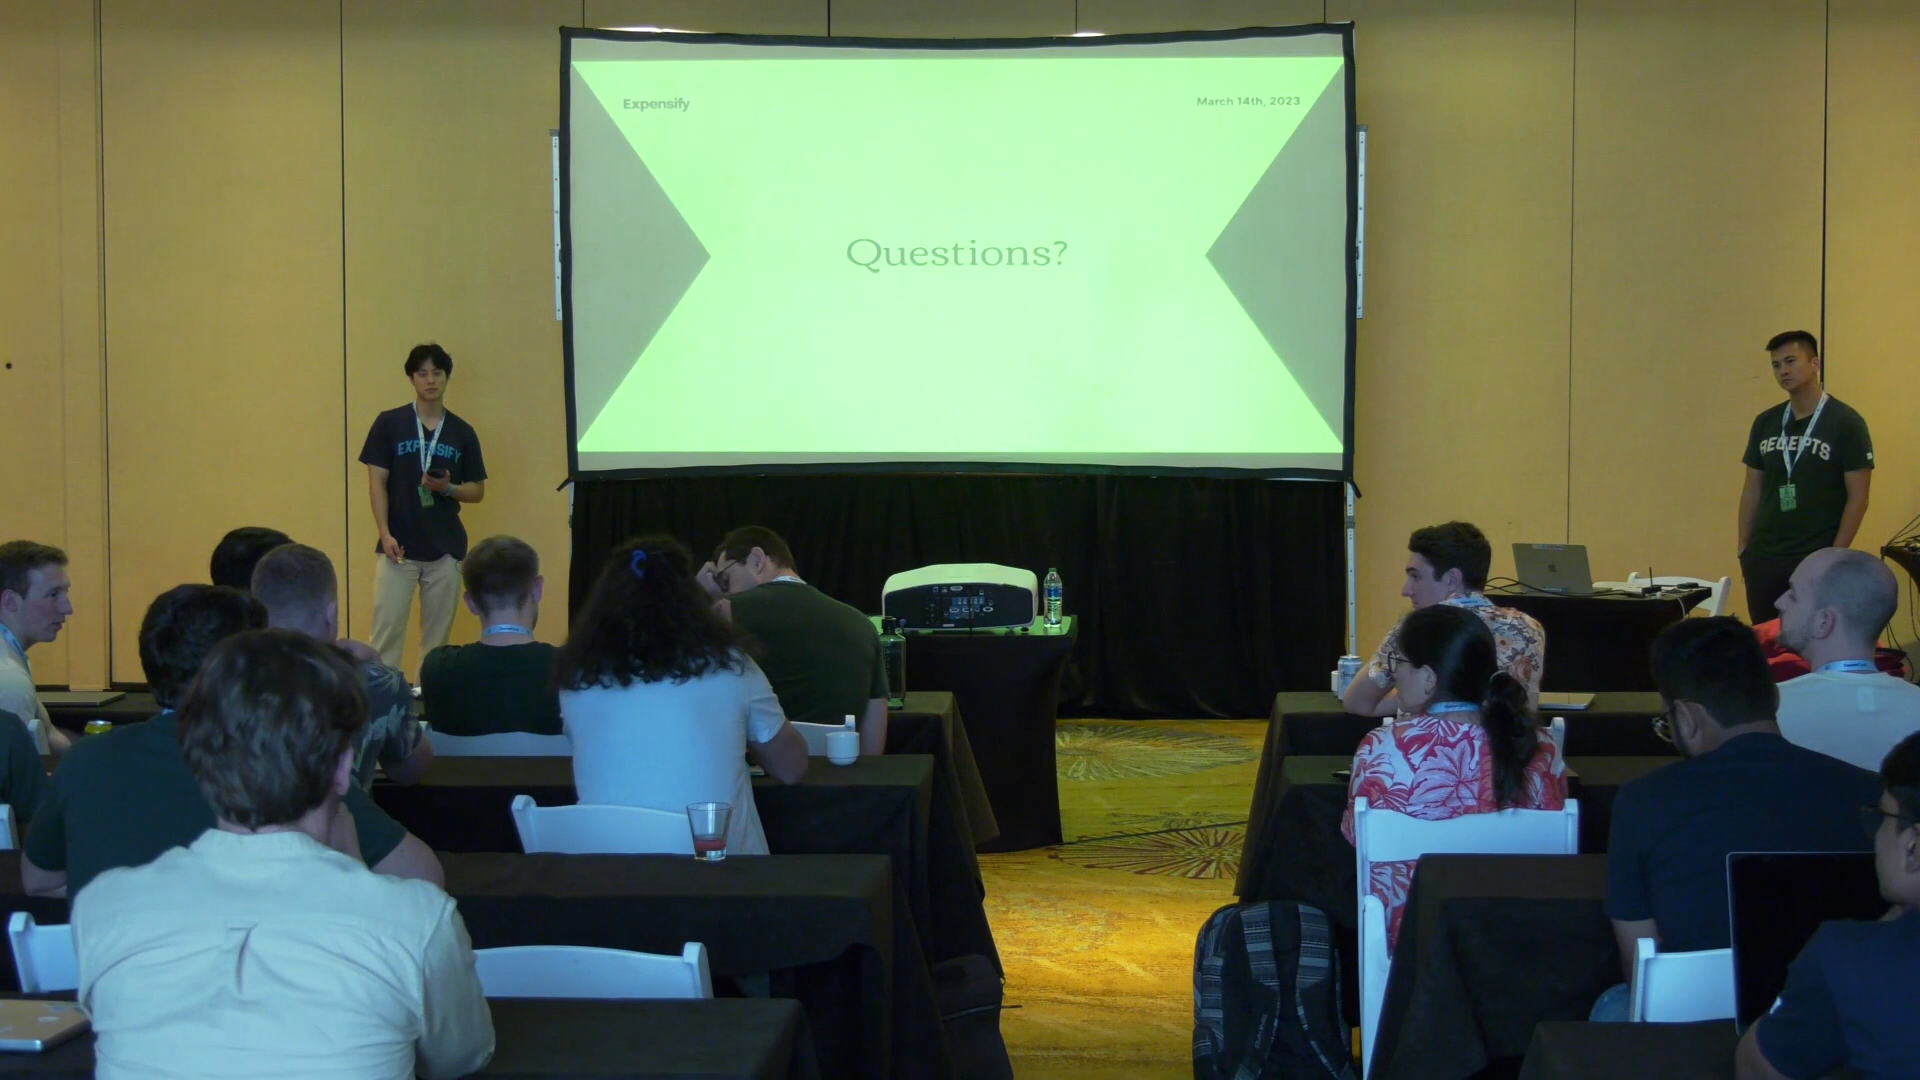 Expensify
March 14th, 2023
Questions?
EXPENSIFY
RECEIPTS